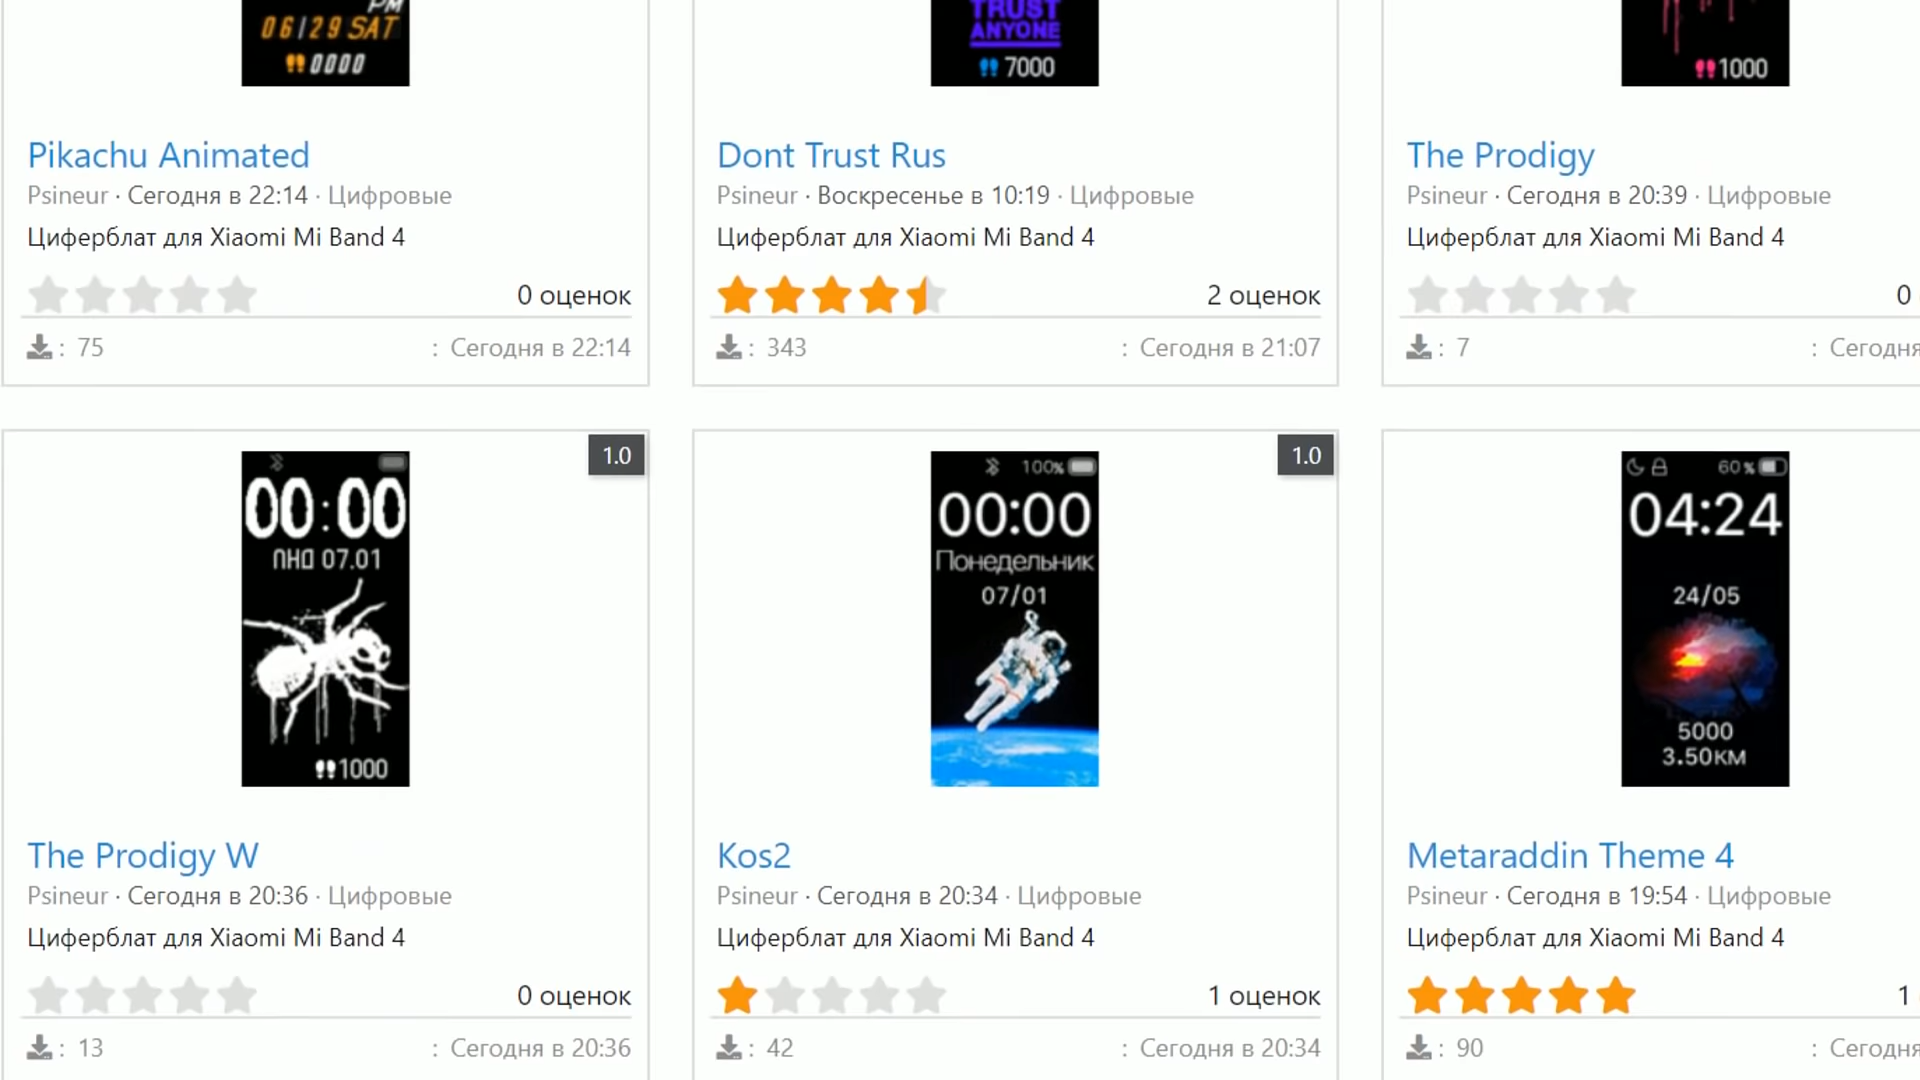 PM
06/29 SAT
0000
TRUST
ANYONE
7000
1000
Pikachu Animated
Psineur · Сегодня в 22:14 · Цифровые
Циферблат для Xiaomi Mi Band 4
0 оценок
: 75
: Сегодня в 22:14
Dont Trust Rus
Psineur · Воскресенье в 10:19 · Цифровые
Циферблат для Xiaomi Mi Band 4
2 оценок
: 343
: Сегодня в 21:07
The Prodigy
Psineur · Сегодня в 20:39 · Цифровые
Циферблат для Xiaomi Mi Band 4
0
: 7
: Сегодня
1.0
00:00
ПНД 07.01
1000
The Prodigy W
Psineur · Сегодня в 20:36 · Цифровые
Циферблат для Xiaomi Mi Band 4
0 оценок
: 13
: Сегодня в 20:36
1.0
100%
00:00
Понедельник
07/01
Kos2
Psineur · Сегодня в 20:34 · Цифровые
Циферблат для Xiaomi Mi Band 4
1 оценок
: 42
: Сегодня в 20:34
60%
04:24
24/05
5000
3.50КМ
Metaraddin Theme 4
Psineur · Сегодня в 19:54 · Цифровые
Циферблат для Xiaomi Mi Band 4
1
: 90
: Сегодня